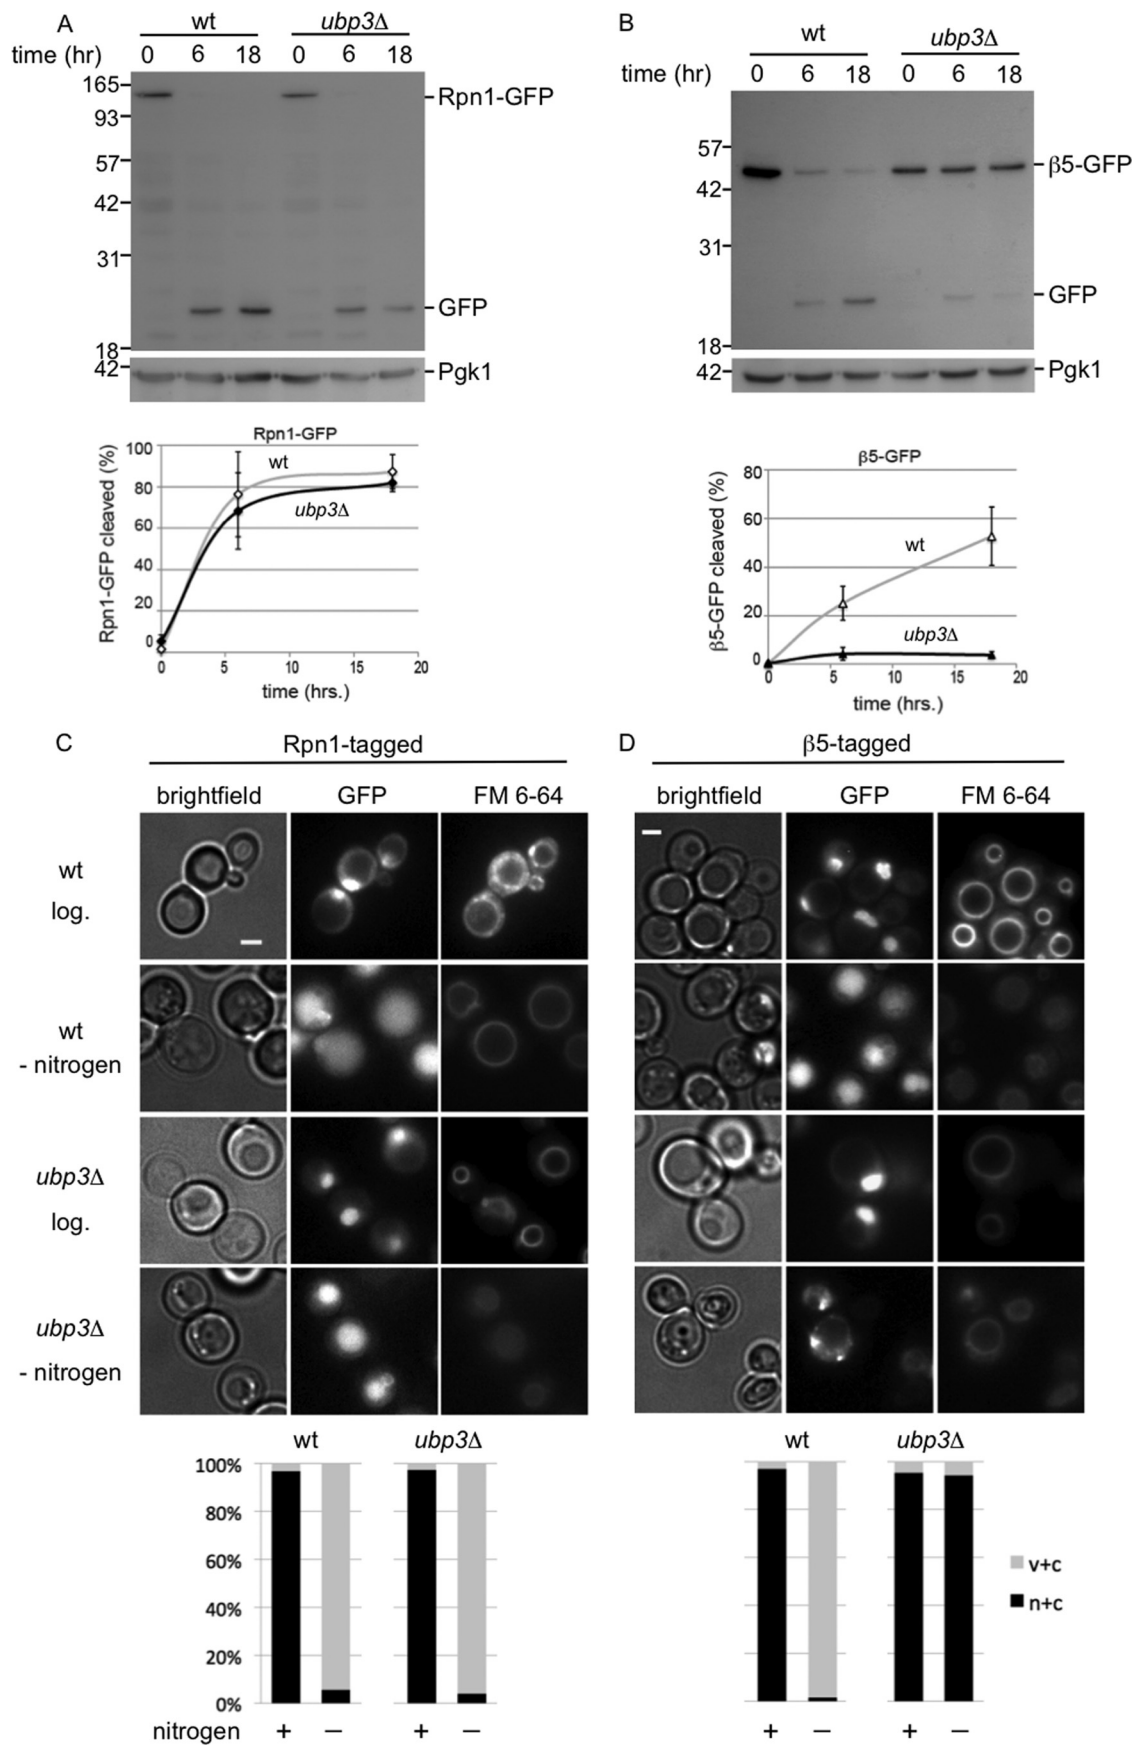 A
wt
ubp3Δ
time (hr)
0 6 18 0 6 18
165
93
57
42
31
18
42
Rpn1-GFP
GFP
Pgk1
Rpn1-GFP
Rpn1-GFP cleaved (%)
100
80
60
40
20
0
wt
ubp3Δ
0 5 10 15 20
time (hrs.)
B
wt
ubp3Δ
time (hr)
0 6 18 0 6 18
57
42
31
18
42
β5-GFP
GFP
Pgk1
β5-GFP
β5-GFP cleaved (%)
80
60
40
20
0
wt
ubp3Δ
0 5 10 15 20
time (hrs.)
C
Rpn1-tagged
brightfield GFP FM 6-64
wt
log.
wt
- nitrogen
ubp3Δ
log.
ubp3Δ
- nitrogen
wt
ubp3Δ
100%
80%
60%
40%
20%
0%
nitrogen + – + –
D
β5-tagged
brightfield GFP FM 6-64
wt
ubp3Δ
v+c
n+c
+ – + –